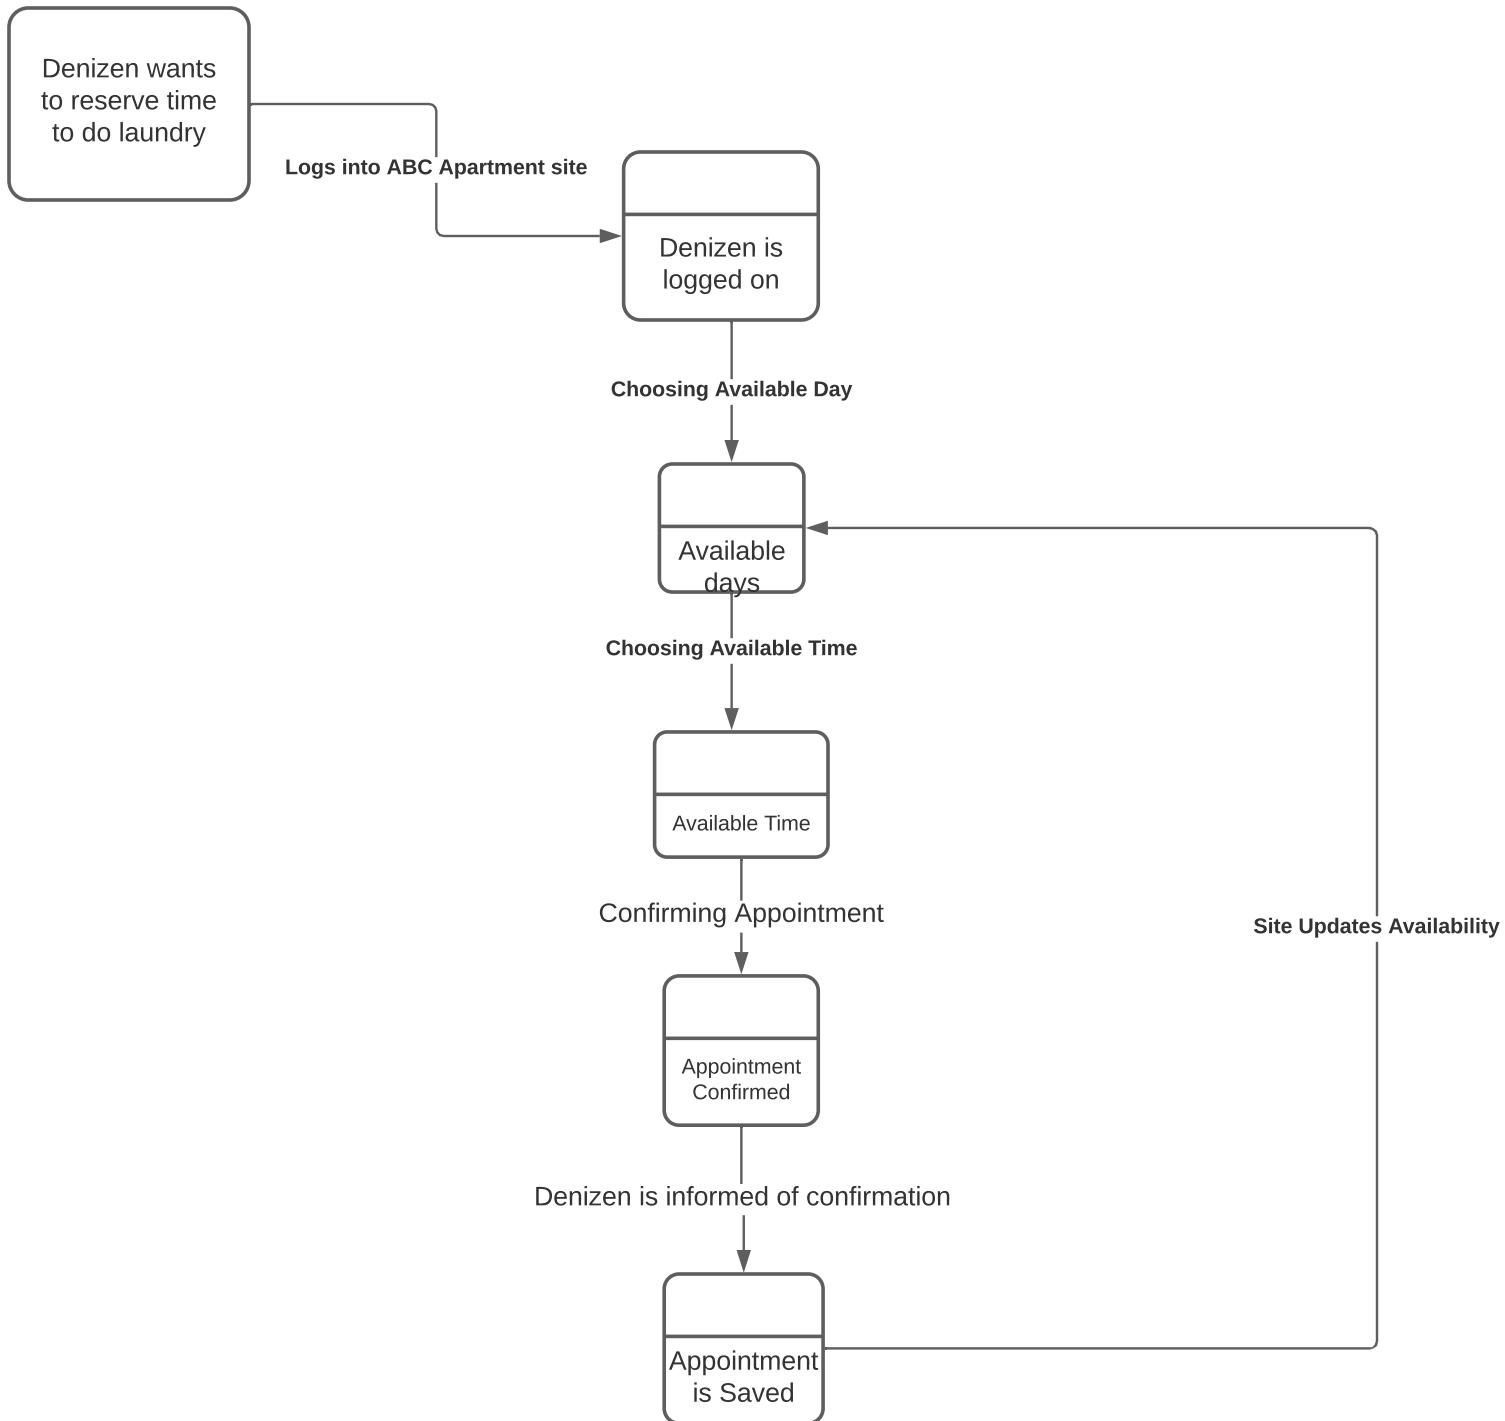 Denizen wants
to reserve time
to do laundry
Logs into ABC Apartment site
Denizen is
logged on
Choosing Available Day
Available
days
Choosing Available Time
Available Time
Confirming Appointment
Site Updates Availability
Appointment
Confirmed
Denizen is informed of confirmation
Appointment
is Saved